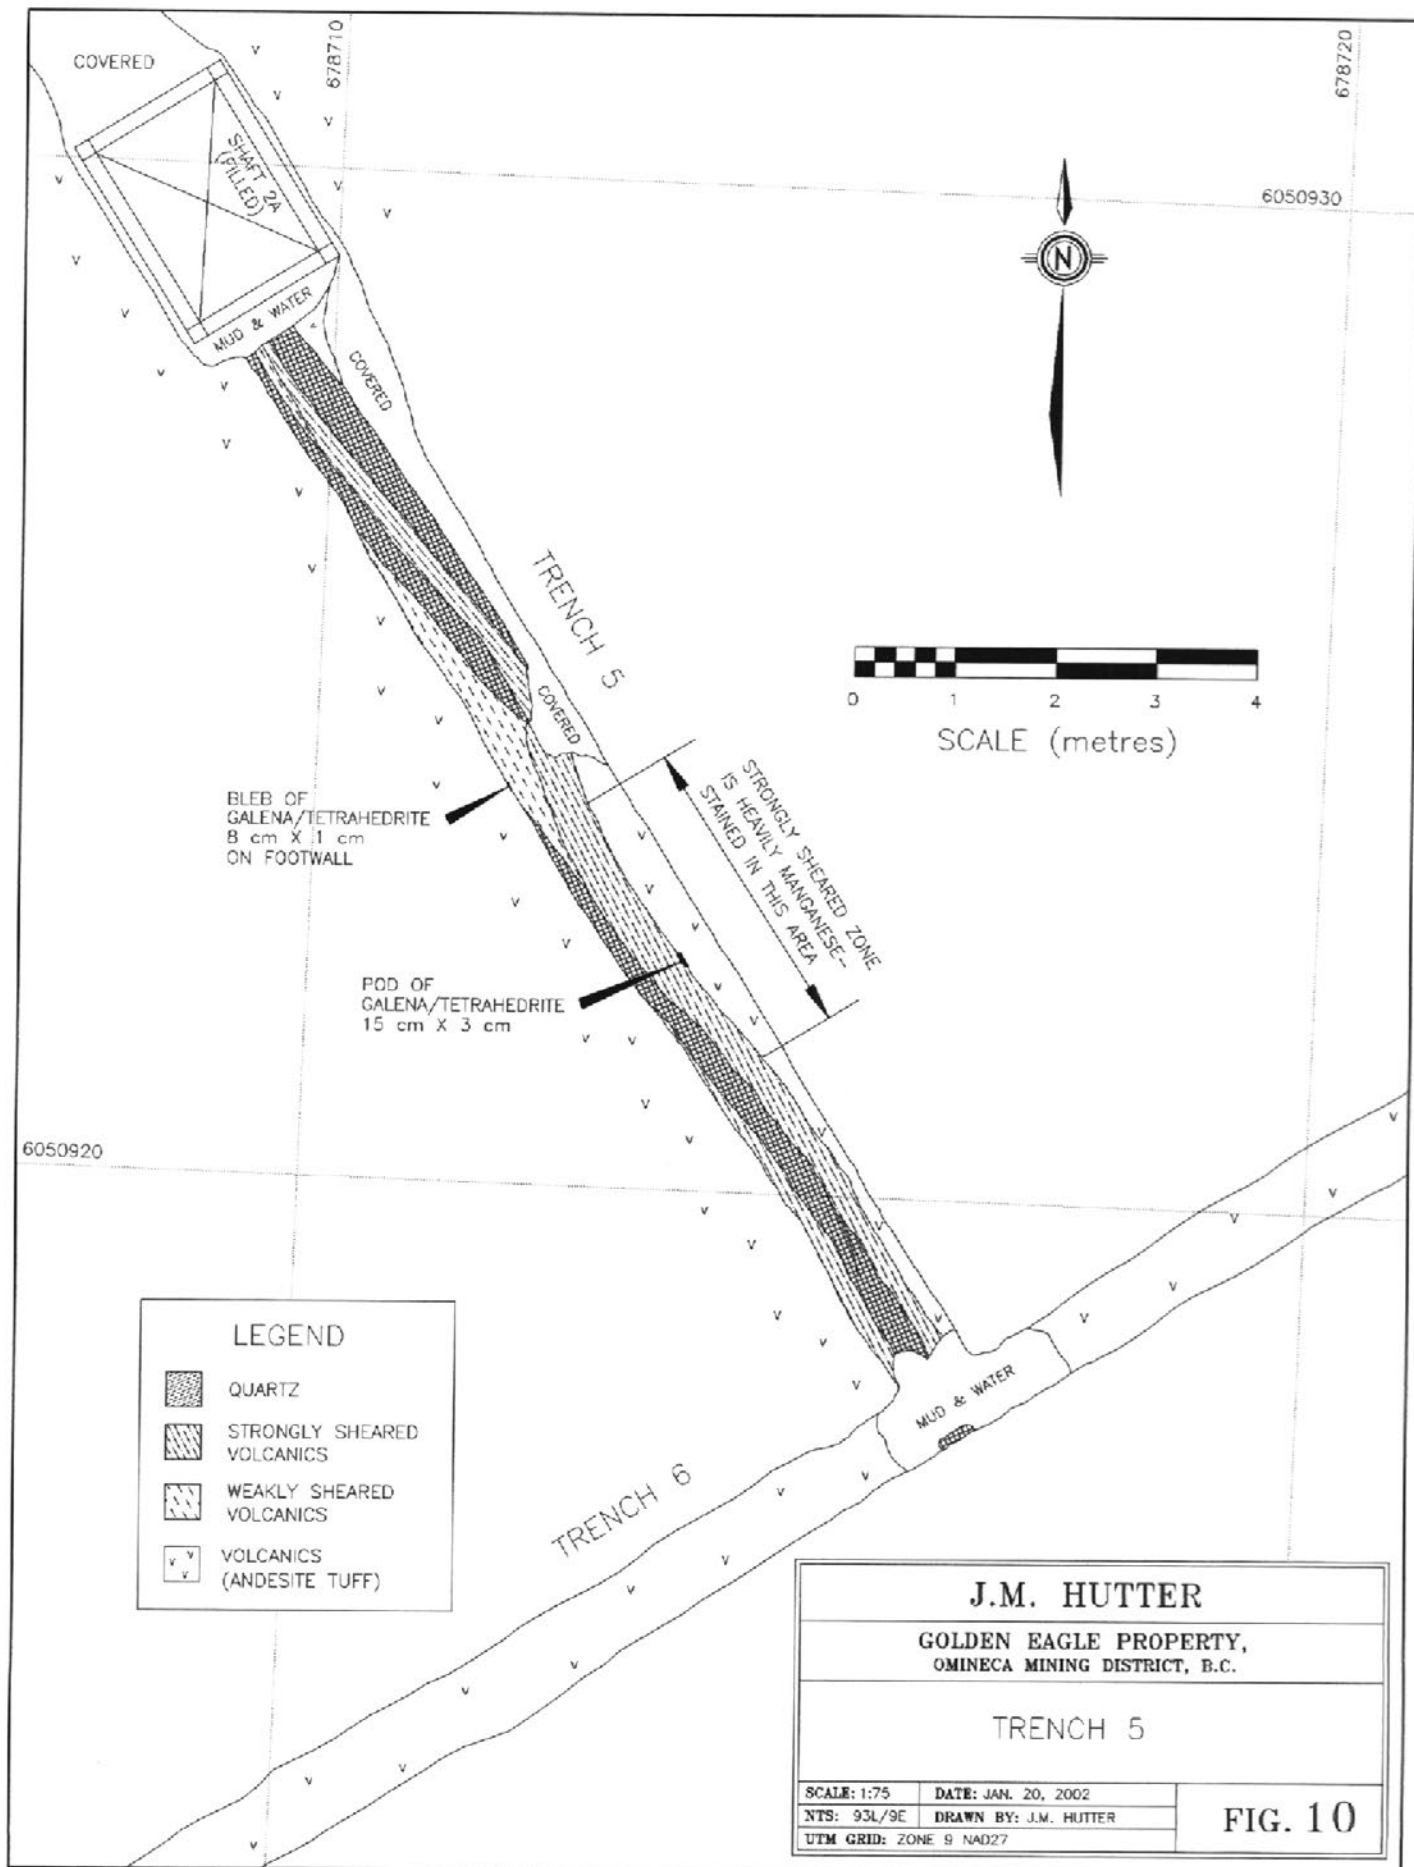 COVERED
678710
678720
SHAFT 2A
(FILLED)
6050930
N
MUD & WATER
COVERED
TRENCH 5
COVERED
0 1 2 3 4
SCALE (metres)
STRONGLY SHEARED ZONE
IS HEAVILY MANGANESE-
STAINED IN THIS AREA
BLEB OF
GALENA/TETRAHEDRITE
8 cm X 1 cm
ON FOOTWALL
POD OF
GALENA/TETRAHEDRITE
15 cm X 3 cm
6050920
MUD & WATER
TRENCH 6
LEGEND
QUARTZ
STRONGLY SHEARED
VOLCANICS
WEAKLY SHEARED
VOLCANICS
VOLCANICS
(ANDESITE TUFF)
J.M. HUTTER
GOLDEN EAGLE PROPERTY,
OMINECA MINING DISTRICT, B.C.
TRENCH 5
SCALE: 1:75 DATE: JAN. 20, 2002
NTS: 93L/9E DRAWN BY: J.M. HUTTER
UTM GRID: ZONE 9 NAD27
FIG. 10